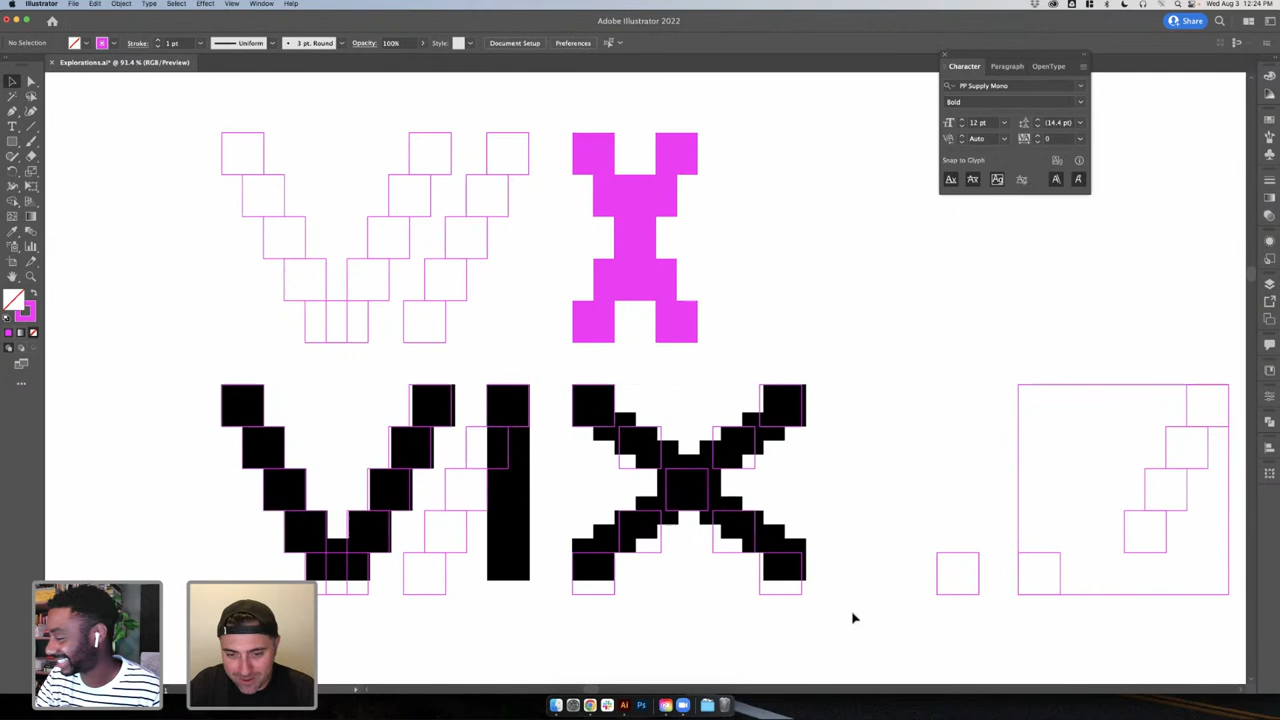 Illustrator File Edit Object Type Select Effect View Window Help
Wed Aug 3 12:24 PM
Adobe Illustrator 2022
Share
No Selection Stroke: 1 pt Uniform 3 pt. Round Opacity: 100% Style: Document Setup Preferences
× Explorations.ai* @ 91.4 % (RGB/Preview)
Character Paragraph OpenType
PP Supply Mono
Bold
12 pt (14.4 pt)
Auto 0
Snap to Glyph
VIX